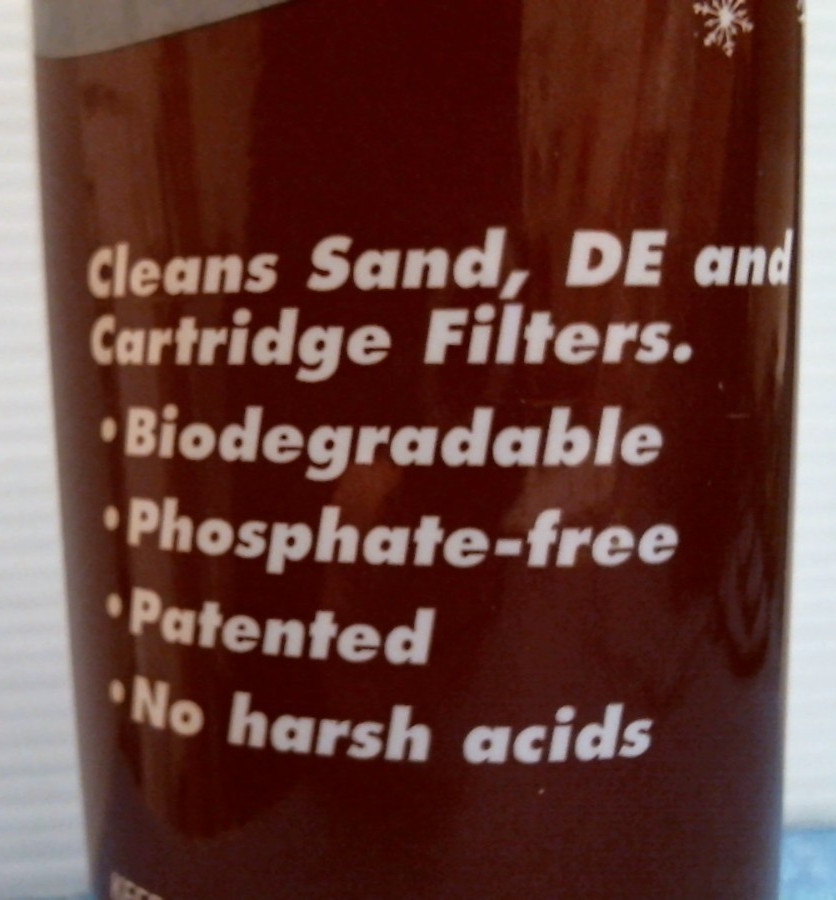 Cleans Sand, DE and
Cartridge Filters.
•Biodegradable
•Phosphate-free
•Patented
•No harsh acids